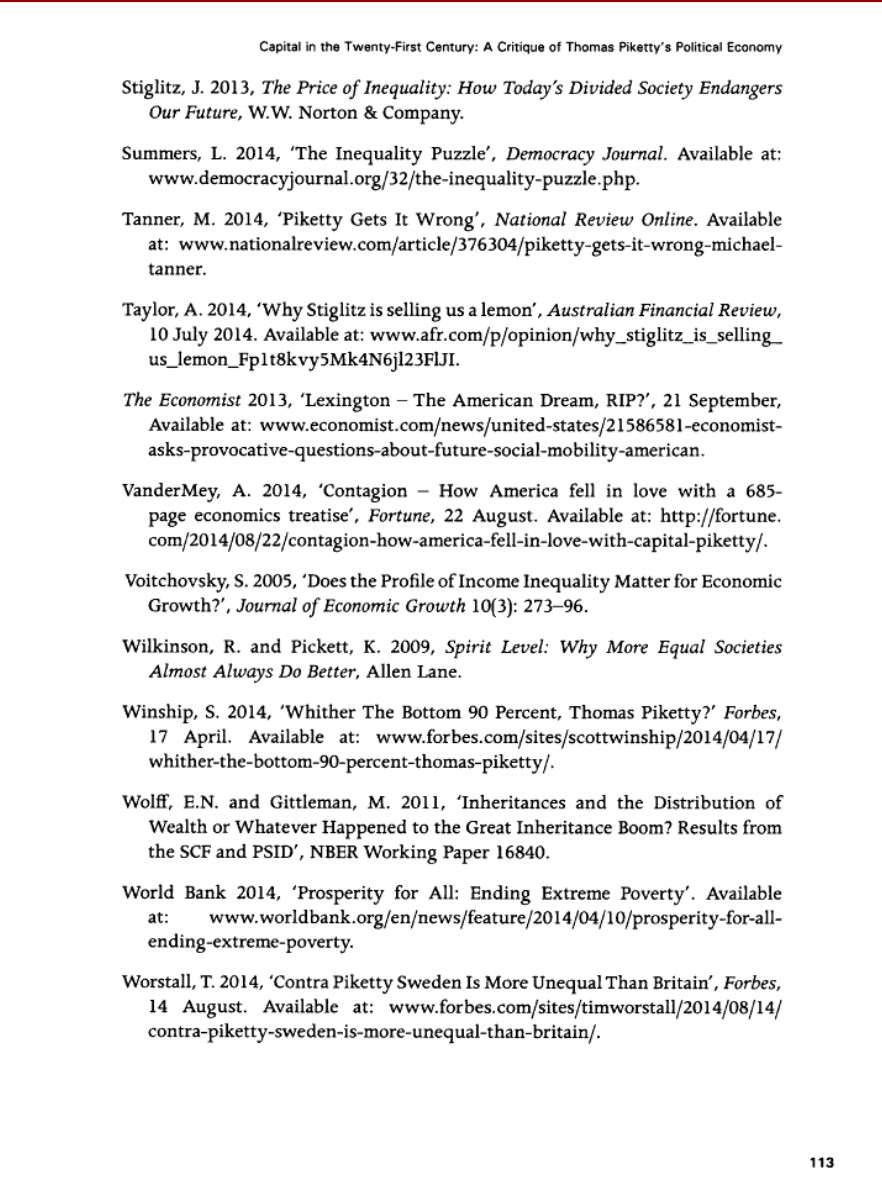 Capital in the Twenty-First Century: A Critique of Thomas Piketty's Political Economy
Stiglitz, J. 2013, The Price of Inequality: How Today's Divided Society Endangers
Our Future, W.W. Norton & Company.
Summers, L. 2014, 'The Inequality Puzzle', Democracy Journal. Available at:
www.democracyjournal.org/32/the-inequality-puzzle.php.
Tanner, M. 2014, 'Piketty Gets It Wrong', National Review Online. Available
at: www.nationalreview.com/article/376304/piketty-gets-it-wrong-michael-
tanner.
Taylor, A. 2014, 'Why Stiglitz is selling us a lemon', Australian Financial Review,
10 July 2014. Available at: www.afr.com/p/opinion/why_stiglitz_is_selling_
us_lemon_Fp1t8kvy5Mk4N6jl23FlJI.
The Economist 2013, 'Lexington – The American Dream, RIP?', 21 September,
Available at: www.economist.com/news/united-states/21586581-economist-
asks-provocative-questions-about-future-social-mobility-american.
VanderMey, A. 2014, 'Contagion – How America fell in love with a 685-
page economics treatise', Fortune, 22 August. Available at: http://fortune.
com/2014/08/22/contagion-how-america-fell-in-love-with-capital-piketty/.
Voitchovsky, S. 2005, 'Does the Profile of Income Inequality Matter for Economic
Growth?', Journal of Economic Growth 10(3): 273–96.
Wilkinson, R. and Pickett, K. 2009, Spirit Level: Why More Equal Societies
Almost Always Do Better, Allen Lane.
Winship, S. 2014, 'Whither The Bottom 90 Percent, Thomas Piketty?' Forbes,
17 April. Available at: www.forbes.com/sites/scottwinship/2014/04/17/
whither-the-bottom-90-percent-thomas-piketty/.
Wolff, E.N. and Gittleman, M. 2011, 'Inheritances and the Distribution of
Wealth or Whatever Happened to the Great Inheritance Boom? Results from
the SCF and PSID', NBER Working Paper 16840.
World Bank 2014, 'Prosperity for All: Ending Extreme Poverty'. Available
at: www.worldbank.org/en/news/feature/2014/04/10/prosperity-for-all-
ending-extreme-poverty.
Worstall, T. 2014, 'Contra Piketty Sweden Is More Unequal Than Britain', Forbes,
14 August. Available at: www.forbes.com/sites/timworstall/2014/08/14/
contra-piketty-sweden-is-more-unequal-than-britain/.
113